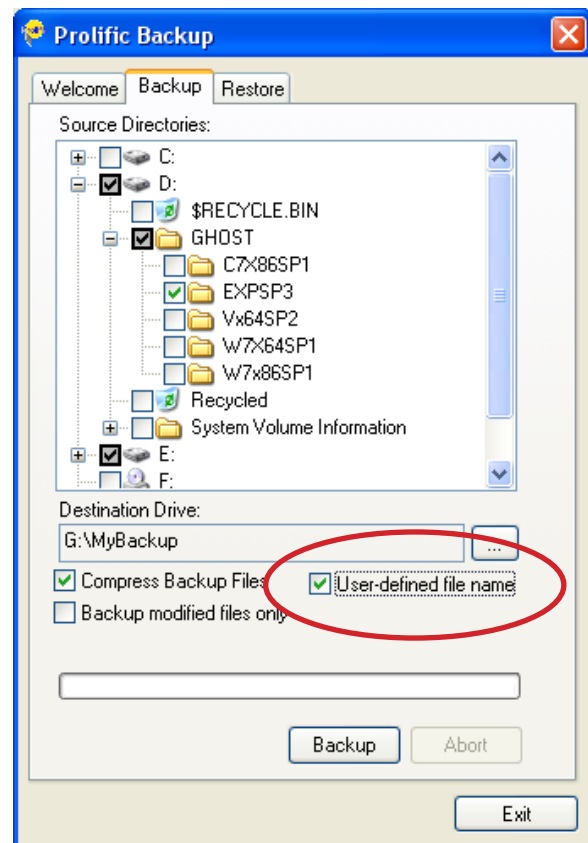 Prolific Backup
Welcome Backup Restore
Source Directories:
C:
D:
$RECYCLE.BIN
GHOST
C7X86SP1
EXPSP3
Vx64SP2
W7X64SP1
W7x86SP1
Recycled
System Volume Information
E:
F:
Destination Drive:
G:\MyBackup ...
Compress Backup Files User-defined file name
Backup modified files only
Backup Abort
Exit